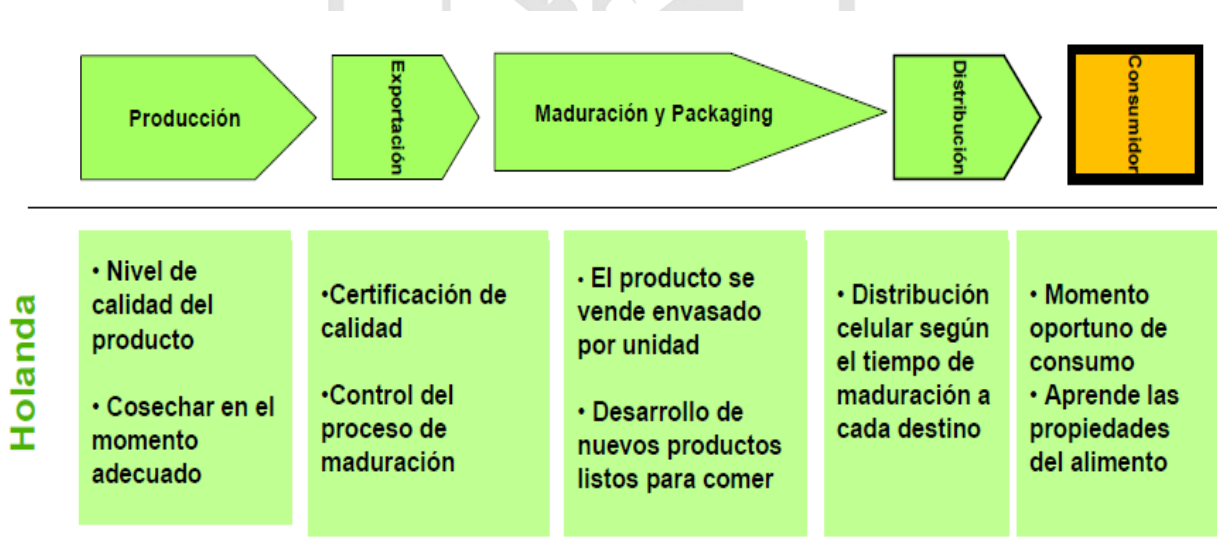 Producción
Exportación
Maduración y Packaging
Distribución
Consumidor
Holanda
• Nivel de
calidad del
producto
• Cosechar en el
momento
adecuado
•Certificación de
calidad
•Control del
proceso de
maduración
• El producto se
vende envasado
por unidad
• Desarrollo de
nuevos productos
listos para comer
• Distribución
celular según
el tiempo de
maduración a
cada destino
• Momento
oportuno de
consumo
• Aprende las
propiedades
del alimento